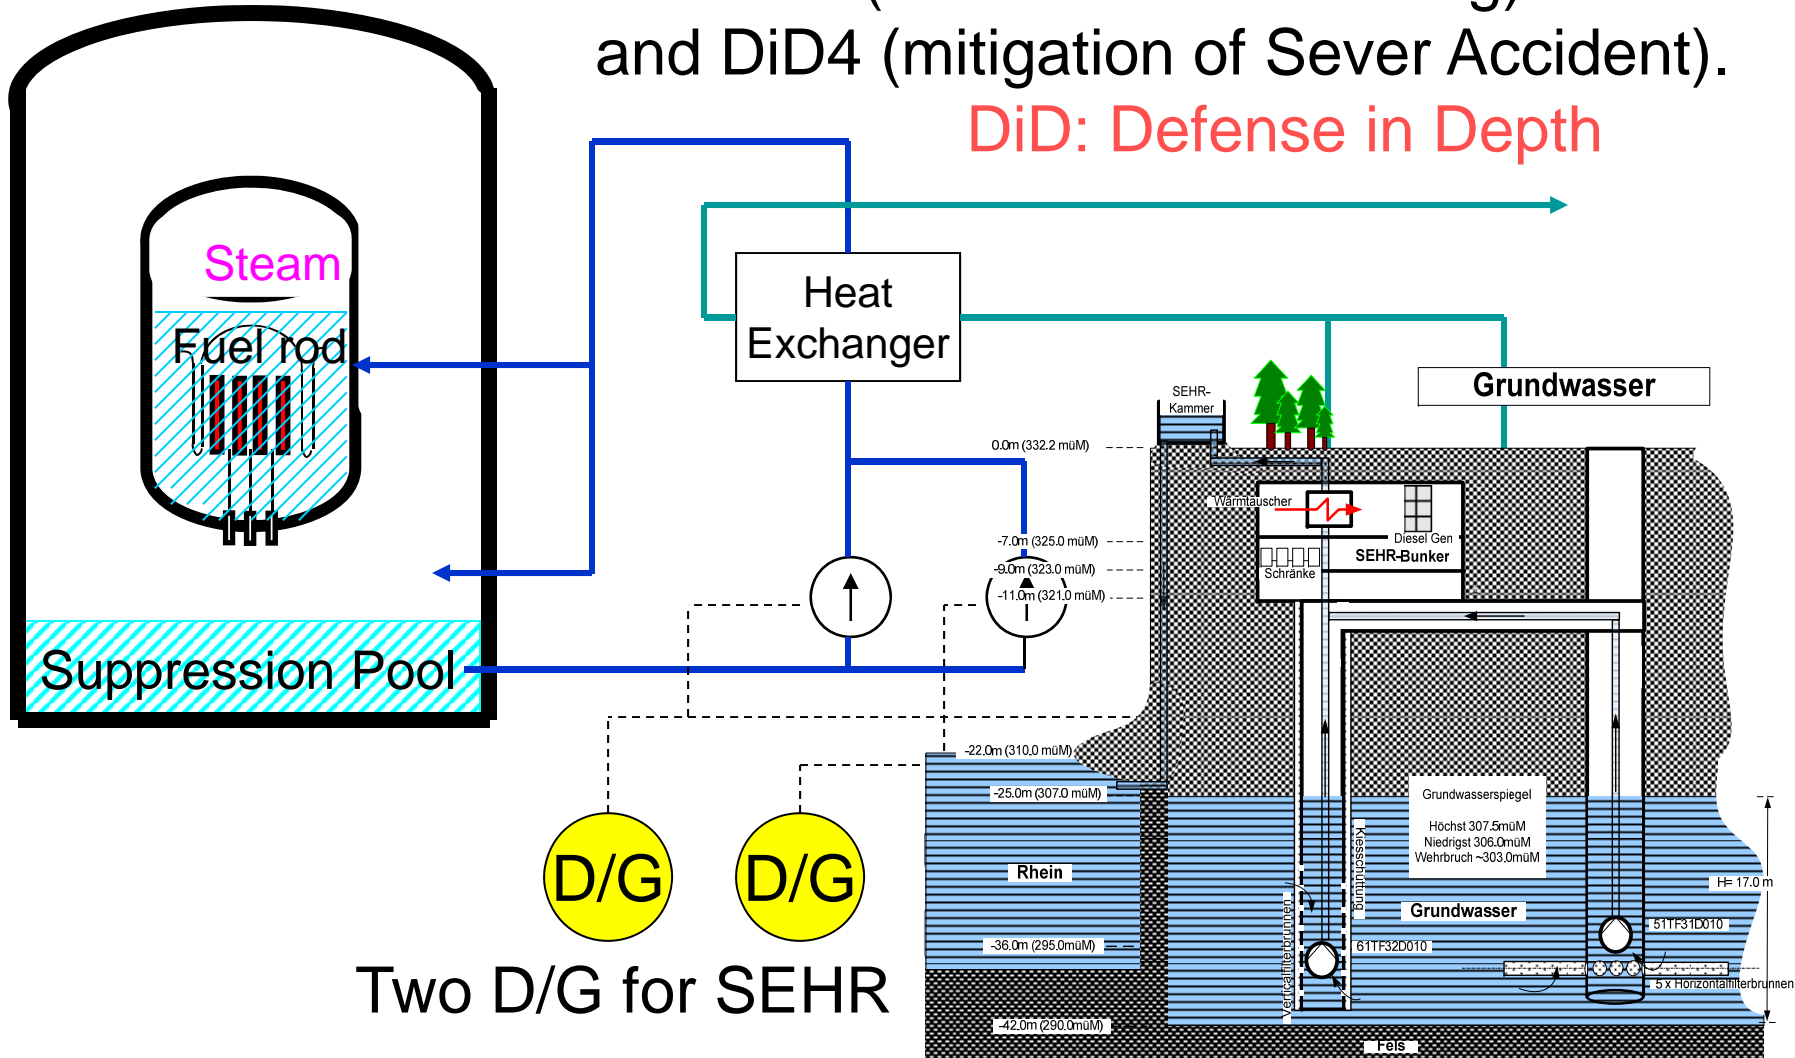 and DiD4 (mitigation of Sever Accident).
DiD: Defense in Depth
Steam
Fuel rod
Heat
Exchanger
Suppression Pool
D/G
D/G
Two D/G for SEHR
Grundwasser
SEHR-
Kammer
0.0m (332.2 müM)
Wärmtauscher
Diesel Gen
-7.0m (325.0 müM)
SEHR-Bunker
-9.0m (323.0 müM)
Schränke
-11.0m (321.0 müM)
-22.0m (310.0 müM)
-25.0m (307.0 müM)
Grundwasserspiegel
Höchst 307.5müM
Niedrigst 306.0müM
Wehrbruch ~303.0müM
Kiesschüttung
Rhein
H= 17.0 m
Grundwasser
Verticalfilterbrunnen
51TF31D010
61TF32D010
-36.0m (295.0müM)
5 x Horizontalfilterbrunnen
-42.0m (290.0müM)
Fels